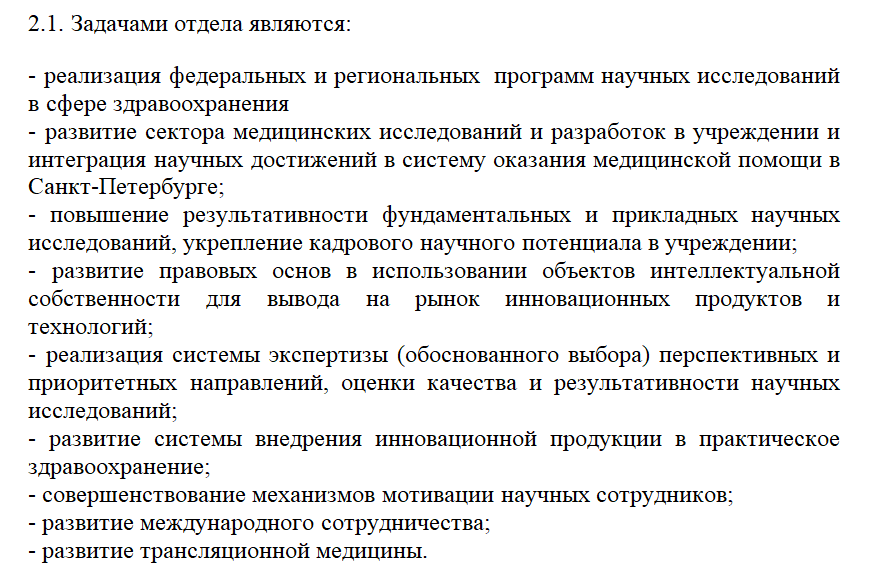 2.1. Задачами отдела являются:
- реализация федеральных и региональных  программ научных исследований
в сфере здравоохранения
- развитие сектора медицинских исследований и разработок в учреждении и
интеграция научных достижений в систему оказания медицинской помощи в
Санкт-Петербурге;
- повышение результативности фундаментальных и прикладных научных
исследований, укрепление кадрового научного потенциала в учреждении;
- развитие правовых основ в использовании объектов интеллектуальной
собственности для вывода на рынок инновационных продуктов и
технологий;
- реализация системы экспертизы (обоснованного выбора) перспективных и
приоритетных направлений, оценки качества и результативности научных
исследований;
- развитие системы внедрения инновационной продукции в практическое
здравоохранение;
- совершенствование механизмов мотивации научных сотрудников;
- развитие международного сотрудничества;
- развитие трансляционной медицины.